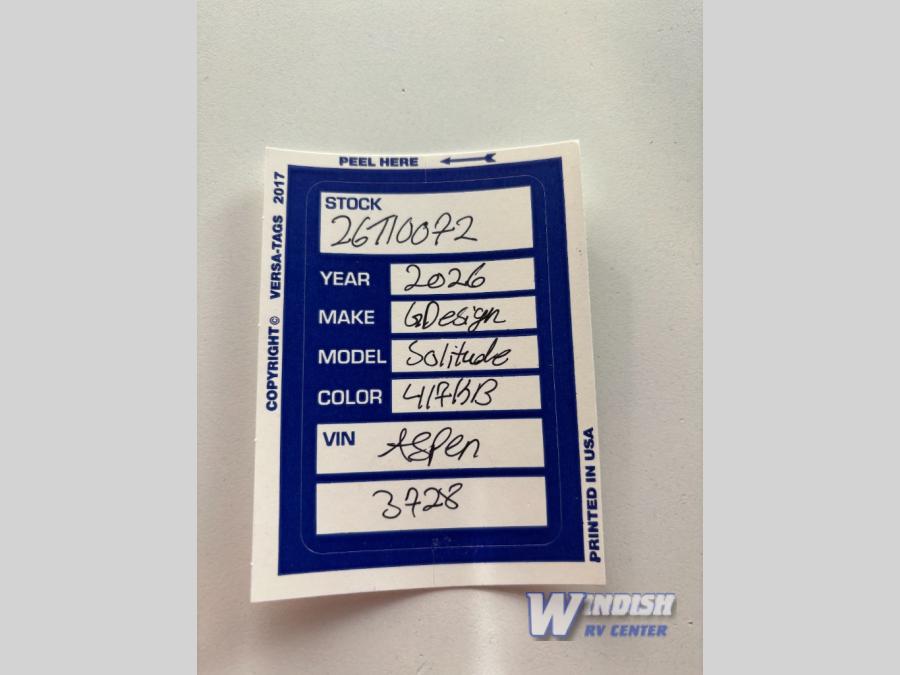 PEEL HERE
COPYRIGHT© VERSA-TAGS 2017
STOCK
26T10072
YEAR 2026
MAKE GDesign
MODEL Solitude
COLOR 417KB
VIN Aspen
3728
PRINTED IN USA
WINDISH
RV CENTER